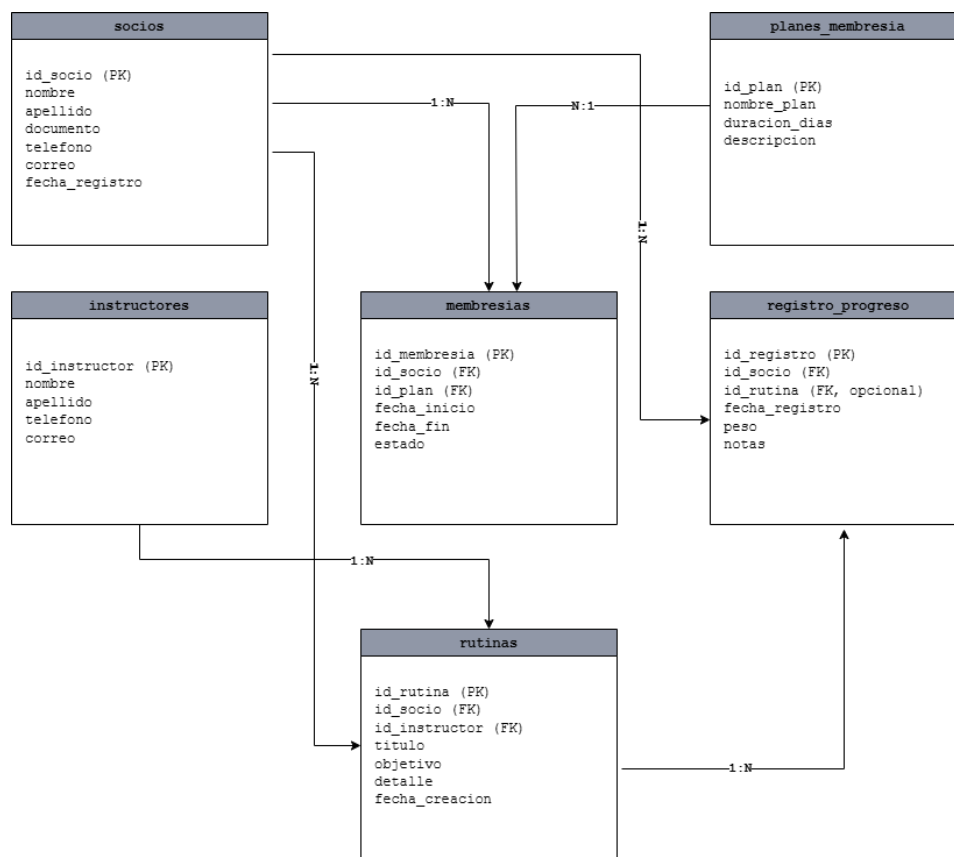 socios
id_socio (PK)
nombre
apellido
documento
telefono
correo
fecha_registro
planes_membresia
id_plan (PK)
nombre_plan
duracion_dias
descripcion
1:N
N:1
1:N
instructores
id_instructor (PK)
nombre
apellido
telefono
correo
1:N
membresias
id_membresia (PK)
id_socio (FK)
id_plan (FK)
fecha_inicio
fecha_fin
estado
registro_progreso
id_registro (PK)
id_socio (FK)
id_rutina (FK, opcional)
fecha_registro
peso
notas
1:N
rutinas
id_rutina (PK)
id_socio (FK)
id_instructor (FK)
titulo
objetivo
detalle
fecha_creacion
1:N